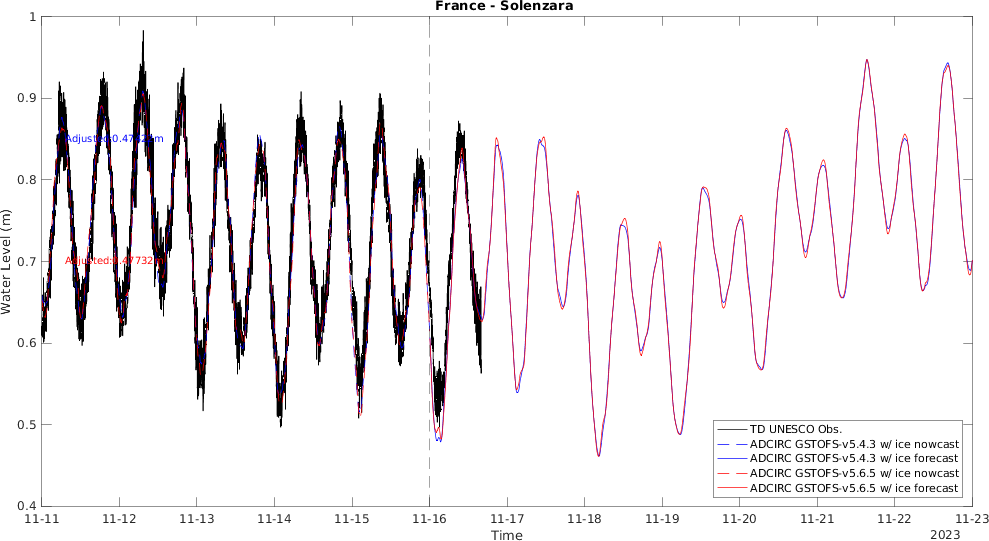 France - Solenzara
Water Level (m)
1
0.9
0.8
0.7
0.6
0.5
0.4
TD UNESCO Obs.
ADCIRC GSTOFS-v5.4.3 w/ ice nowcast
ADCIRC GSTOFS-v5.4.3 w/ ice forecast
ADCIRC GSTOFS-v5.6.5 w/ ice nowcast
ADCIRC GSTOFS-v5.6.5 w/ ice forecast
11-11 11-12 11-13 11-14 11-15 11-16 11-17 11-18 11-19 11-20 11-21 11-22 11-23
Time
2023